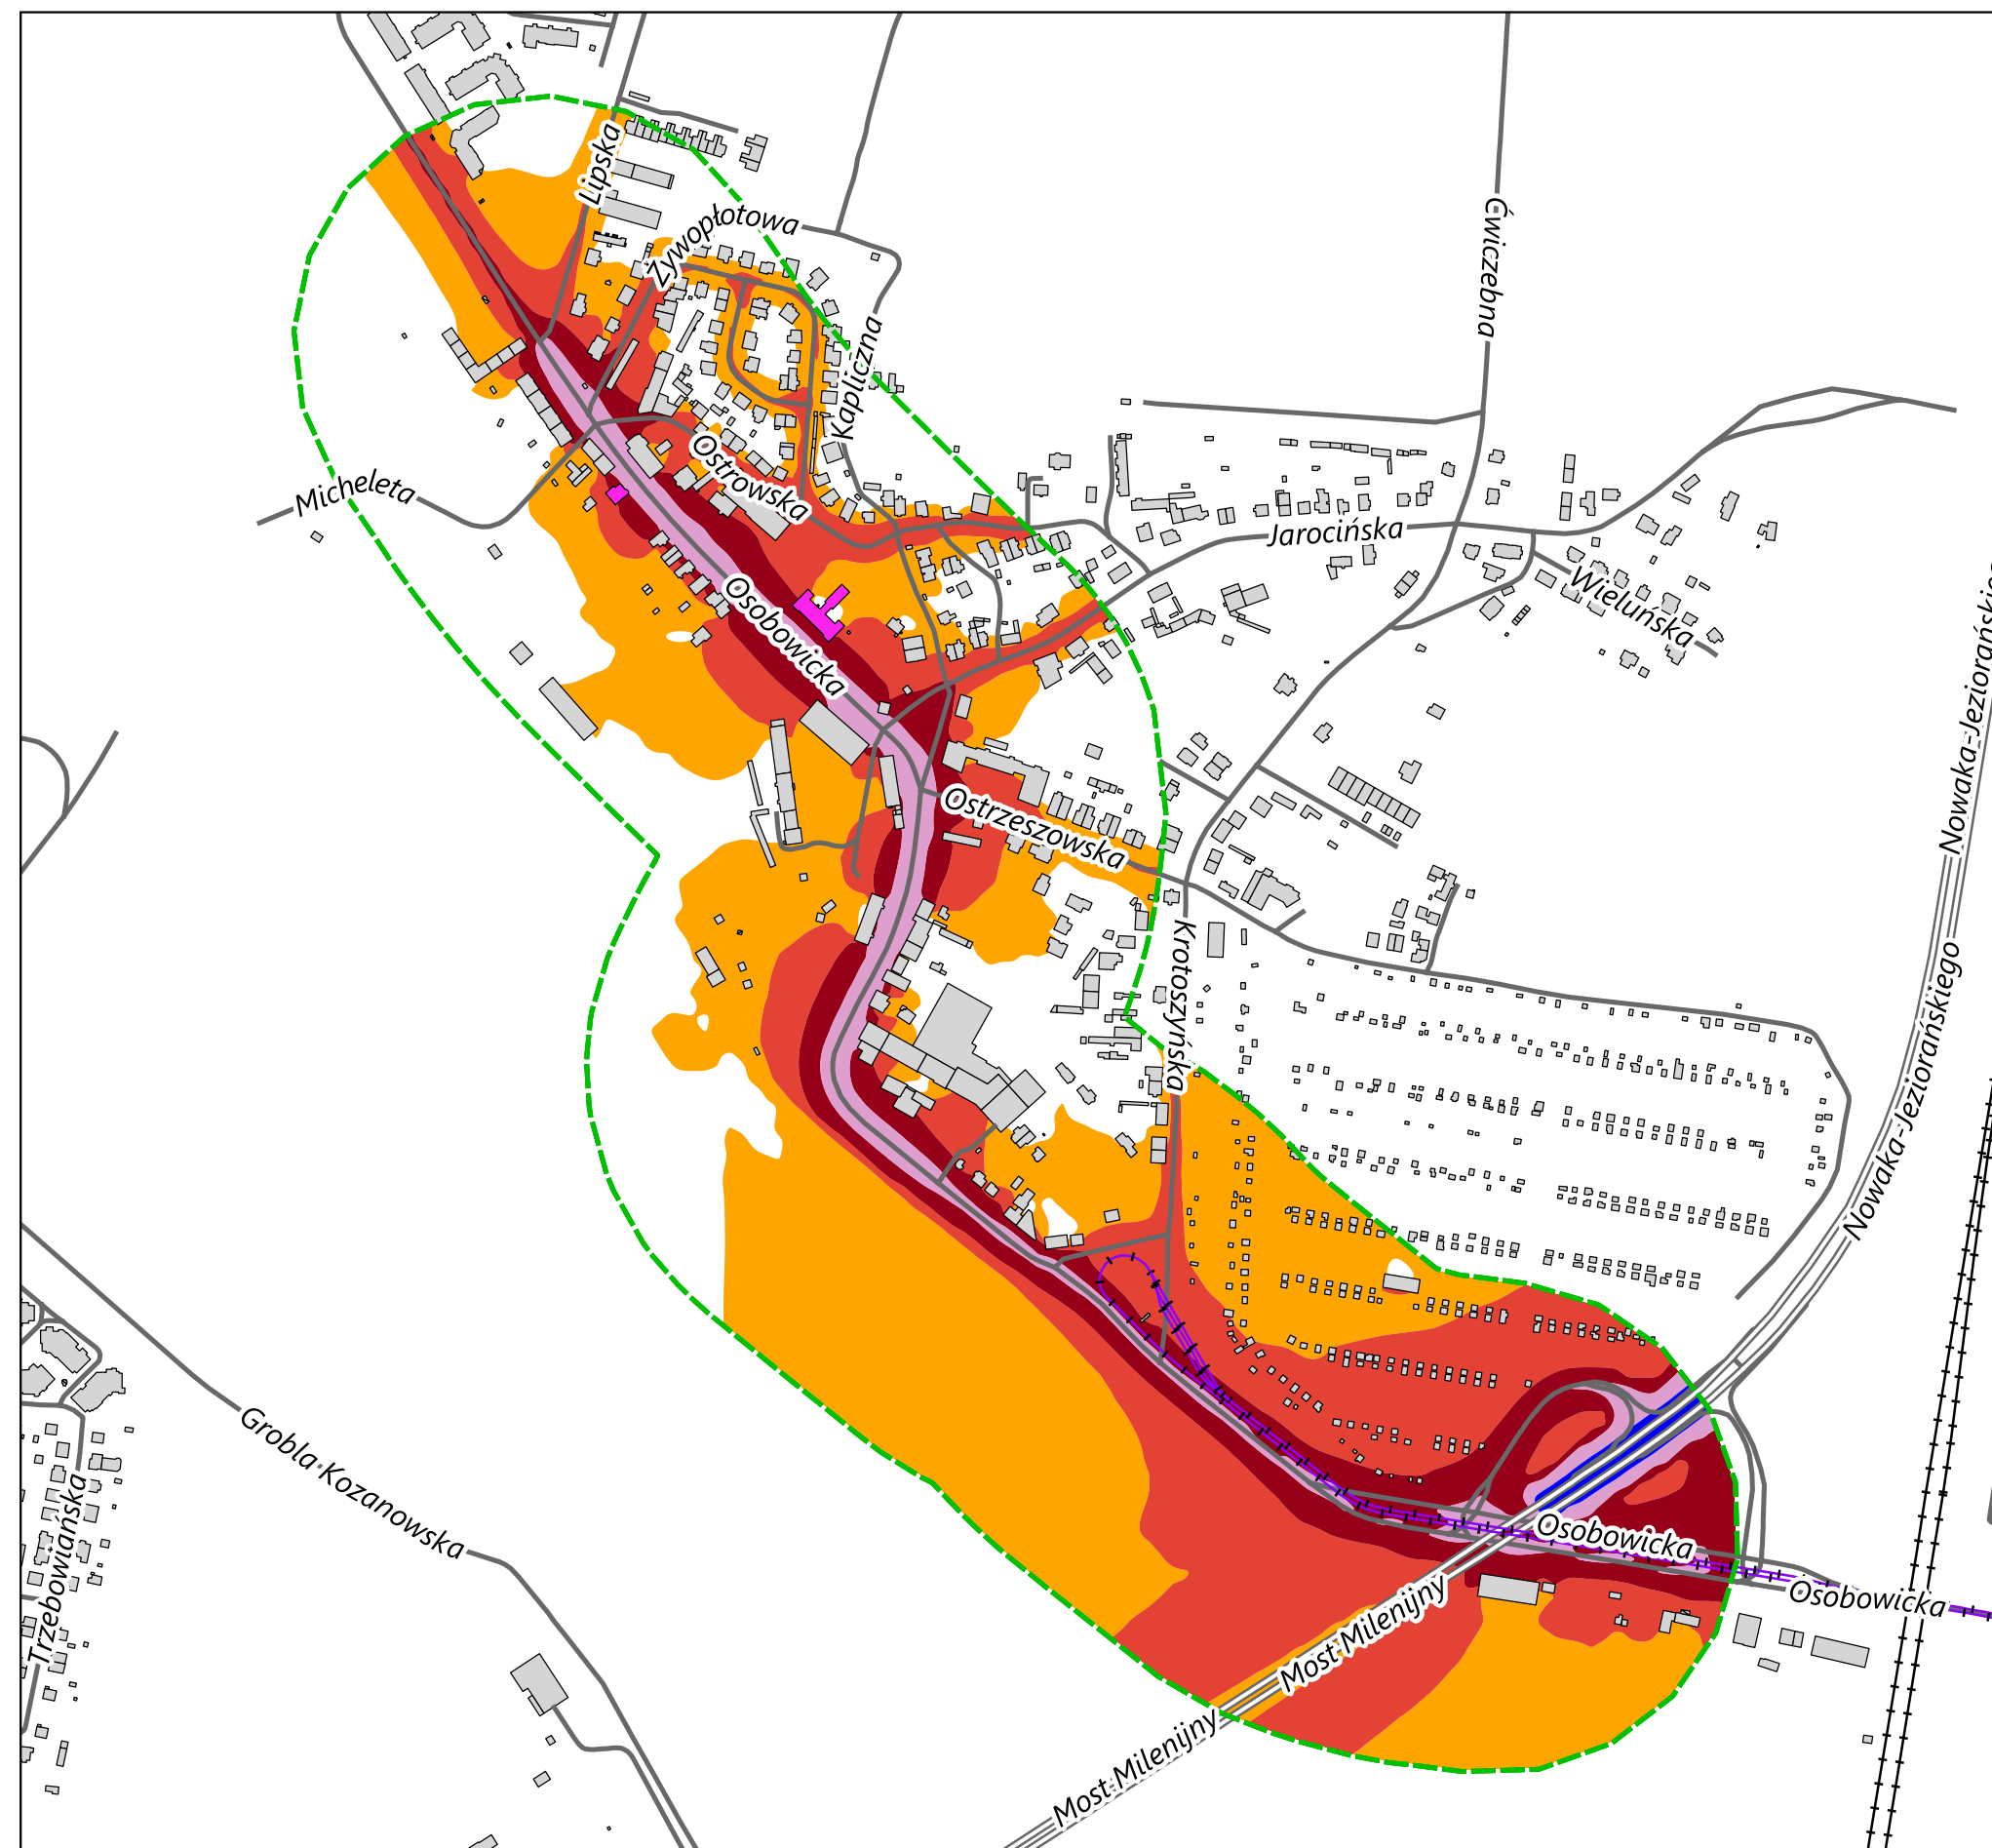 Lipska
Żywopłotowa
Ćwiczebna
Kapliczna
Micheleta
Ostrowska
Jarocińska
Wieluńska
Osobowicka
Nowaka-Jeziorańskie
Ostrzeszowska
Krotoszyńska
Nowaka-Jeziorańskiego
Grobla Kozanowska
Trzebowiańska
Osobowicka
Osobowicka
Most Milenijny
Most Milenijny